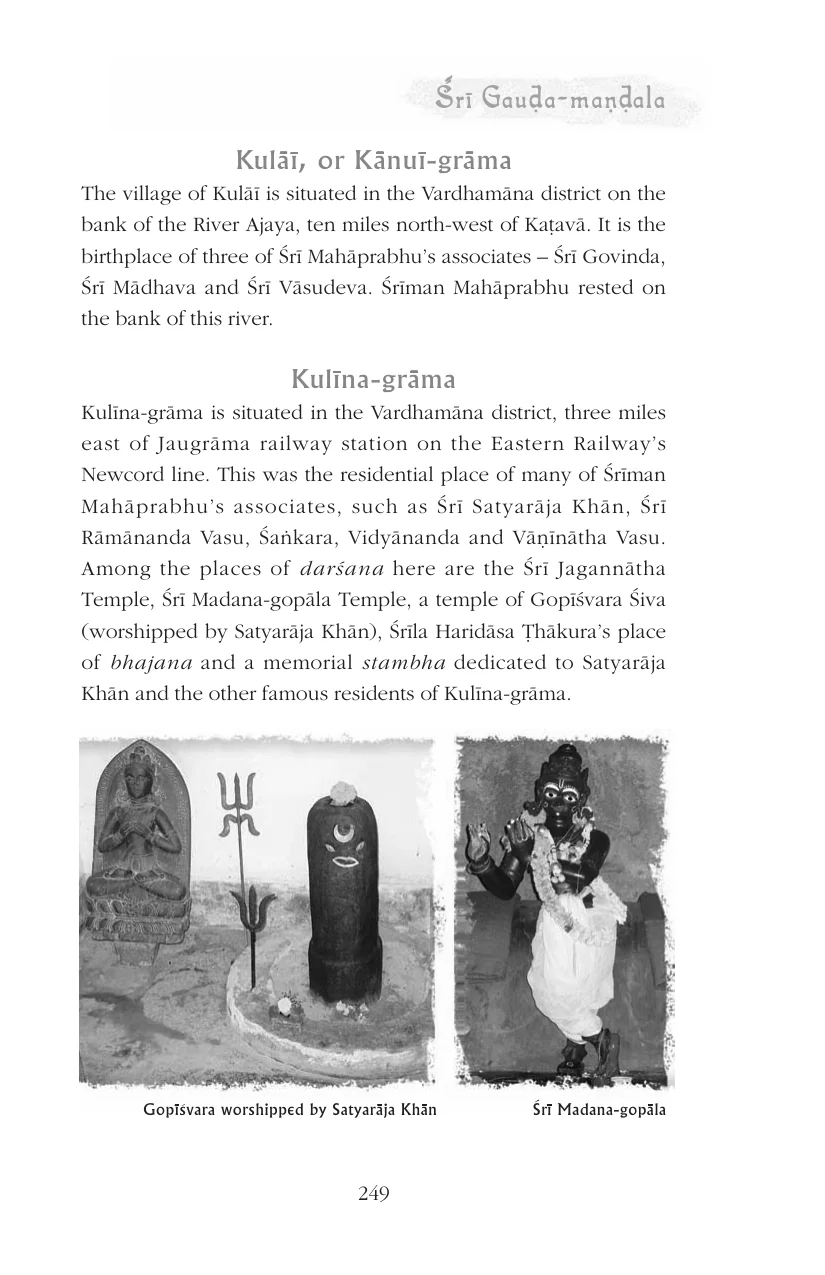 Śrī Gauḍa-maṇḍala
Kulāī, or Kānuī-grāma
The village of Kulāī is situated in the Vardhamāna district on the
bank of the River Ajaya, ten miles north-west of Kaṭavā. It is the
birthplace of three of Śrī Mahāprabhu’s associates – Śrī Govinda,
Śrī Mādhava and Śrī Vāsudeva. Śrīman Mahāprabhu rested on
the bank of this river.
Kulīna-grāma
Kulīna-grāma is situated in the Vardhamāna district, three miles
east of Jaugrāma railway station on the Eastern Railway’s
Newcord line. This was the residential place of many of Śrīman
Mahāprabhu’s associates, such as Śrī Satyarāja Khān, Śrī
Rāmānanda Vasu, Śaṅkara, Vidyānanda and Vāṇīnātha Vasu.
Among the places of darśana here are the Śrī Jagannātha
Temple, Śrī Madana-gopāla Temple, a temple of Gopīśvara Śiva
(worshipped by Satyarāja Khān), Śrīla Haridāsa Ṭhākura’s place
of bhajana and a memorial stambha dedicated to Satyarāja
Khān and the other famous residents of Kulīna-grāma.
Gopīśvara worshipped by Satyarāja Khān
Śrī Madana-gopāla
249